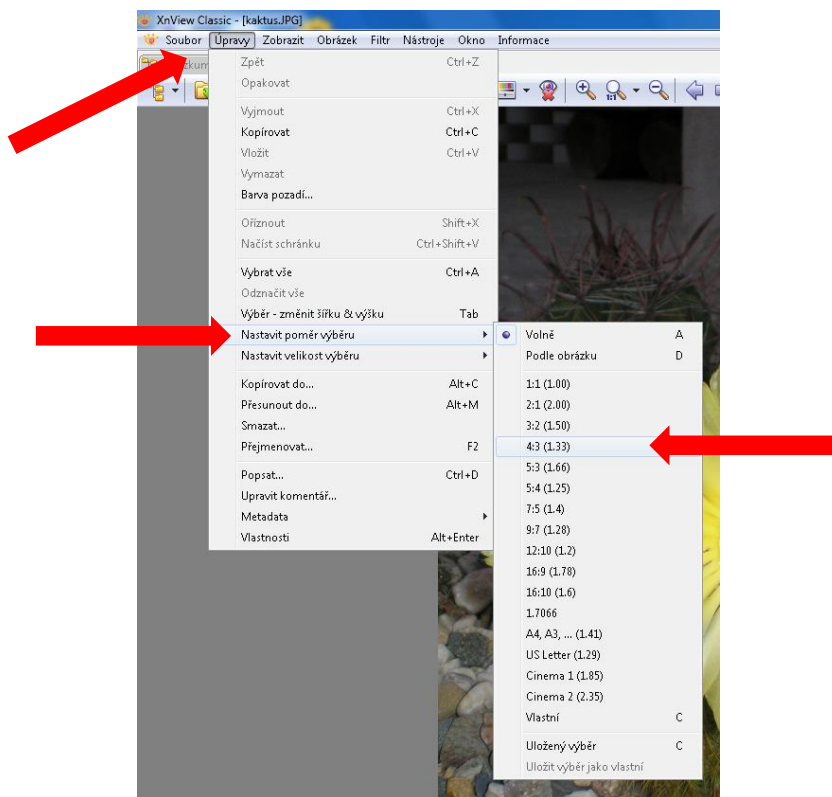 XnView Classic - [kaktus.JPG]
Soubor Úpravy Zobrazit Obrázek Filtr Nástroje Okno Informace
Zpět Ctrl+Z
Opakovat
Vyjmout Ctrl+X
Kopírovat Ctrl+C
Vložit Ctrl+V
Vymazat
Barva pozadí...
Oříznout Shift+X
Načíst schránku Ctrl+Shift+V
Vybrat vše Ctrl+A
Odznačit vše
Výběr - změnit šířku & výšku Tab
Nastavit poměr výběru
Nastavit velikost výběru
Kopírovat do... Alt+C
Přesunout do... Alt+M
Smazat...
Přejmenovat... F2
Popsat... Ctrl+D
Upravit komentář...
Metadata
Vlastnosti Alt+Enter
Volně A
Podle obrázku D
1:1 (1.00)
2:1 (2.00)
3:2 (1.50)
4:3 (1.33)
5:3 (1.66)
5:4 (1.25)
7:5 (1.4)
9:7 (1.28)
12:10 (1.2)
16:9 (1.78)
16:10 (1.6)
1.7066
A4, A3, ... (1.41)
US Letter (1.29)
Cinema 1 (1.85)
Cinema 2 (2.35)
Vlastní C
Uložený výběr C
Uložit výběr jako vlastní